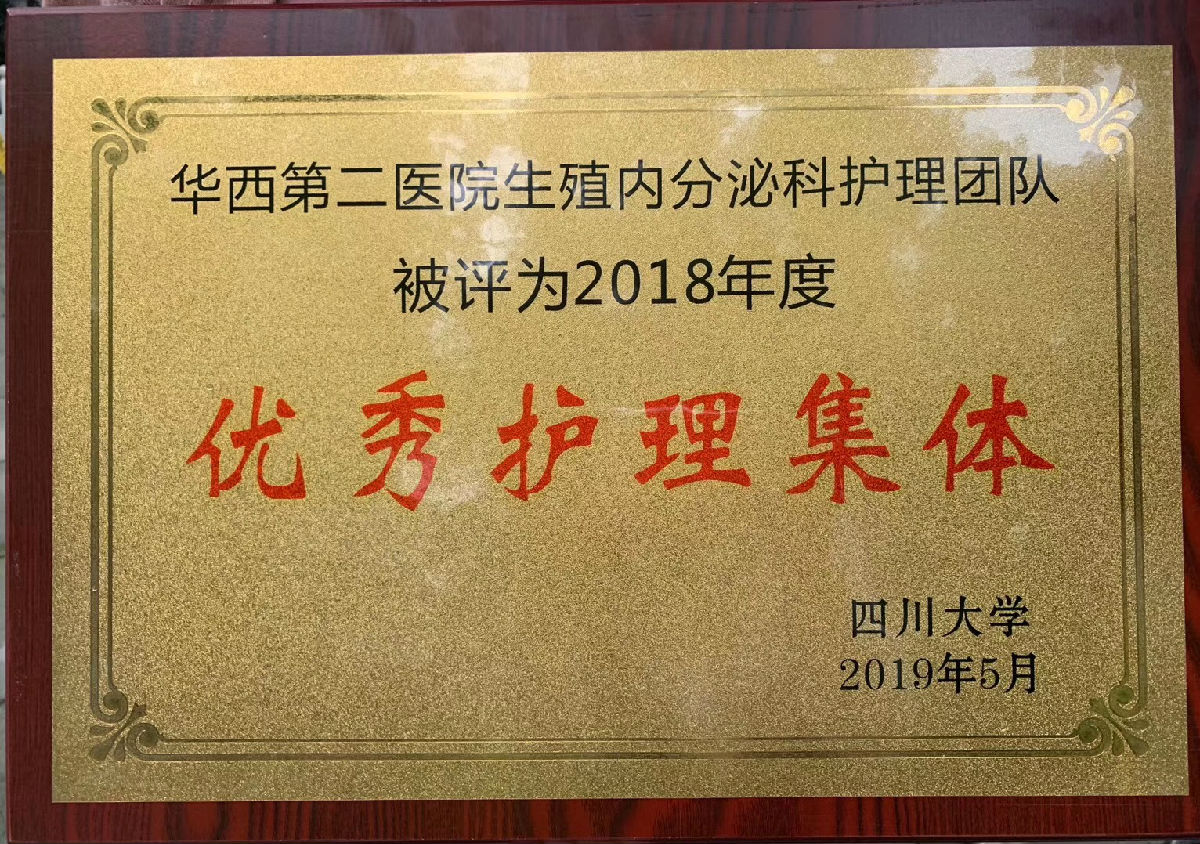 华西第二医院生殖内分泌科护理团队
被评为2018年度
优秀护理集体
四川大学
2019年5月